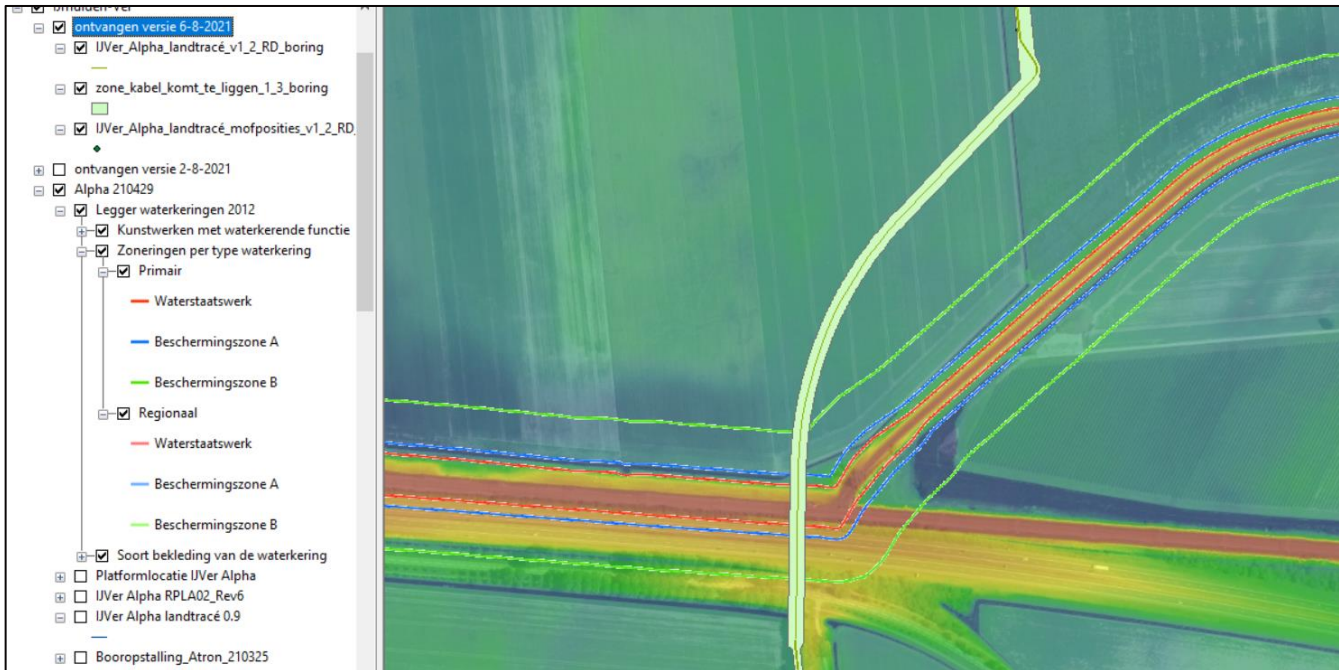 ontvangen versie 6-8-2021
IJVer_Alpha_landtracé_v1_2_RD_boring
zone_kabel_komt_te_liggen_1_3_boring
IJVer_Alpha_landtracé_mofposities_v1_2_RD_
ontvangen versie 2-8-2021
Alpha 210429
Legger waterkeringen 2012
Kunstwerken met waterkerende functie
Zoneringen per type waterkering
Primair
Waterstaatswerk
Beschermingszone A
Beschermingszone B
Regionaal
Waterstaatswerk
Beschermingszone A
Beschermingszone B
Soort bekleding van de waterkering
Platformlocatie IJVer Alpha
IJVer Alpha RPLA02_Rev6
IJVer Alpha landtracé 0.9
Booropstalling_Atron_210325